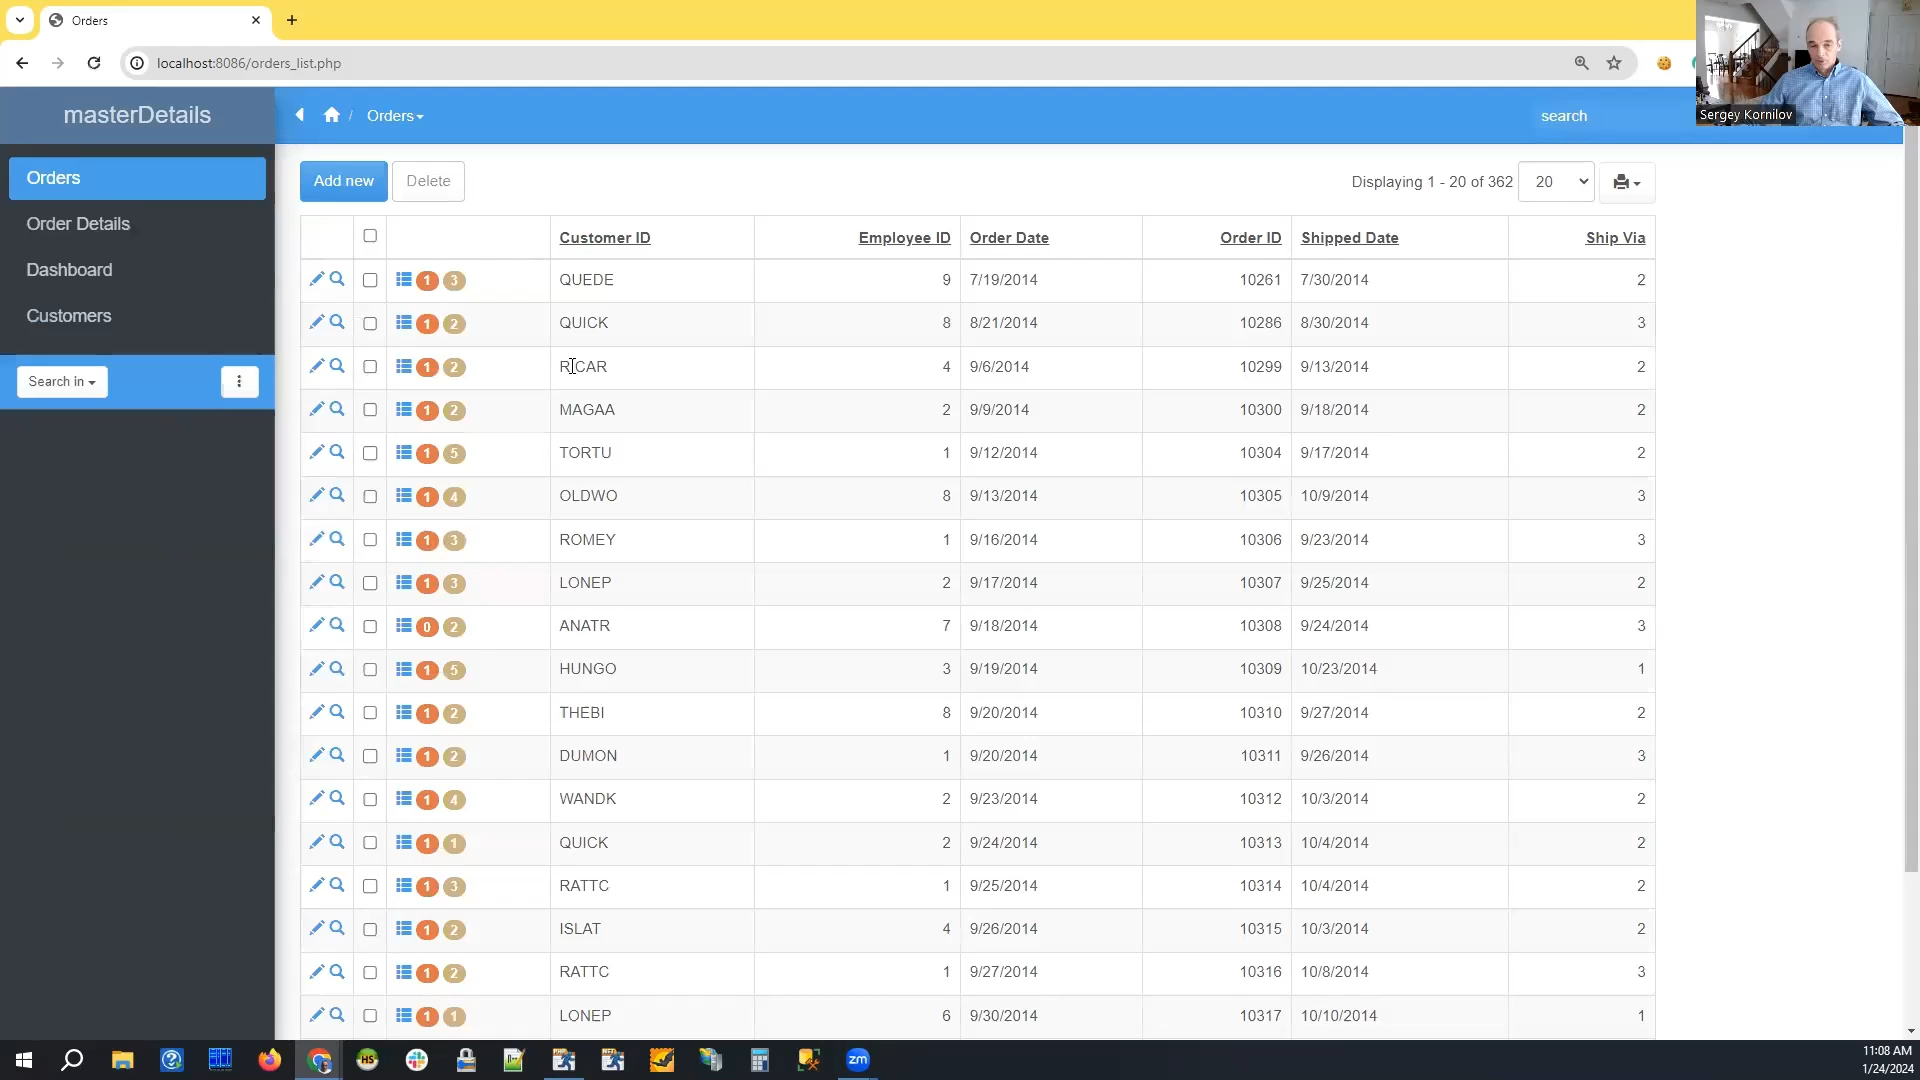 Orders
localhost:8086/orders_list.php
Sergey Kornilov
masterDetails
Orders
search
Orders
Order Details
Dashboard
Customers
Search in
Add new
Delete
Displaying 1 - 20 of 362
20
Customer ID Employee ID Order Date Order ID Shipped Date Ship Via
1 3 QUEDE 9 7/19/2014 10261 7/30/2014 2
1 2 QUICK 8 8/21/2014 10286 8/30/2014 3
1 2 RICAR 4 9/6/2014 10299 9/13/2014 2
1 2 MAGAA 2 9/9/2014 10300 9/18/2014 2
1 5 TORTU 1 9/12/2014 10304 9/17/2014 2
1 4 OLDWO 8 9/13/2014 10305 10/9/2014 3
1 3 ROMEY 1 9/16/2014 10306 9/23/2014 3
1 3 LONEP 2 9/17/2014 10307 9/25/2014 2
0 2 ANATR 7 9/18/2014 10308 9/24/2014 3
1 5 HUNGO 3 9/19/2014 10309 10/23/2014 1
1 2 THEBI 8 9/20/2014 10310 9/27/2014 2
1 2 DUMON 1 9/20/2014 10311 9/26/2014 3
1 4 WANDK 2 9/23/2014 10312 10/3/2014 2
1 1 QUICK 2 9/24/2014 10313 10/4/2014 2
1 3 RATTC 1 9/25/2014 10314 10/4/2014 2
1 2 ISLAT 4 9/26/2014 10315 10/3/2014 2
1 2 RATTC 1 9/27/2014 10316 10/8/2014 3
1 1 LONEP 6 9/30/2014 10317 10/10/2014 1
HS
zm
11:08 AM
1/24/2024